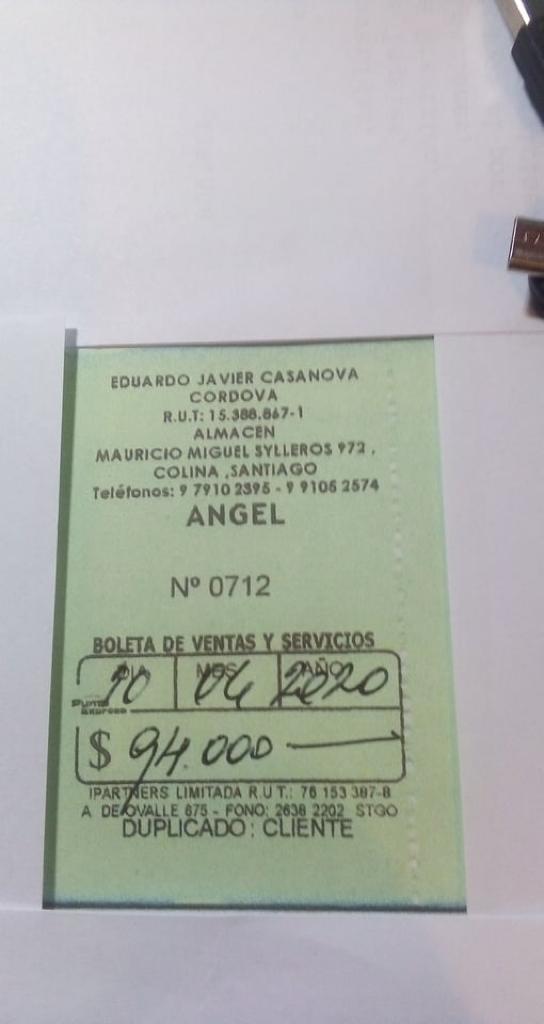 EDUARDO JAVIER CASANOVA
CORDOVA
R.U.T: 15.388.867-1
ALMACEN
MAURICIO MIGUEL SYLLEROS 972 ,
COLINA ,SANTIAGO
Teléfonos: 9 7910 2395 - 9 9106 2574
ANGEL
Nº 0712
BOLETA DE VENTAS Y SERVICIOS
DIA MES AÑO
04 2020
$ 94.000
IPARTNERS LIMITADA R.U.T.: 76 153 387-8
A DE OVALLE 675 - FONO: 2638 2202 STGO
DUPLICADO: CLIENTE